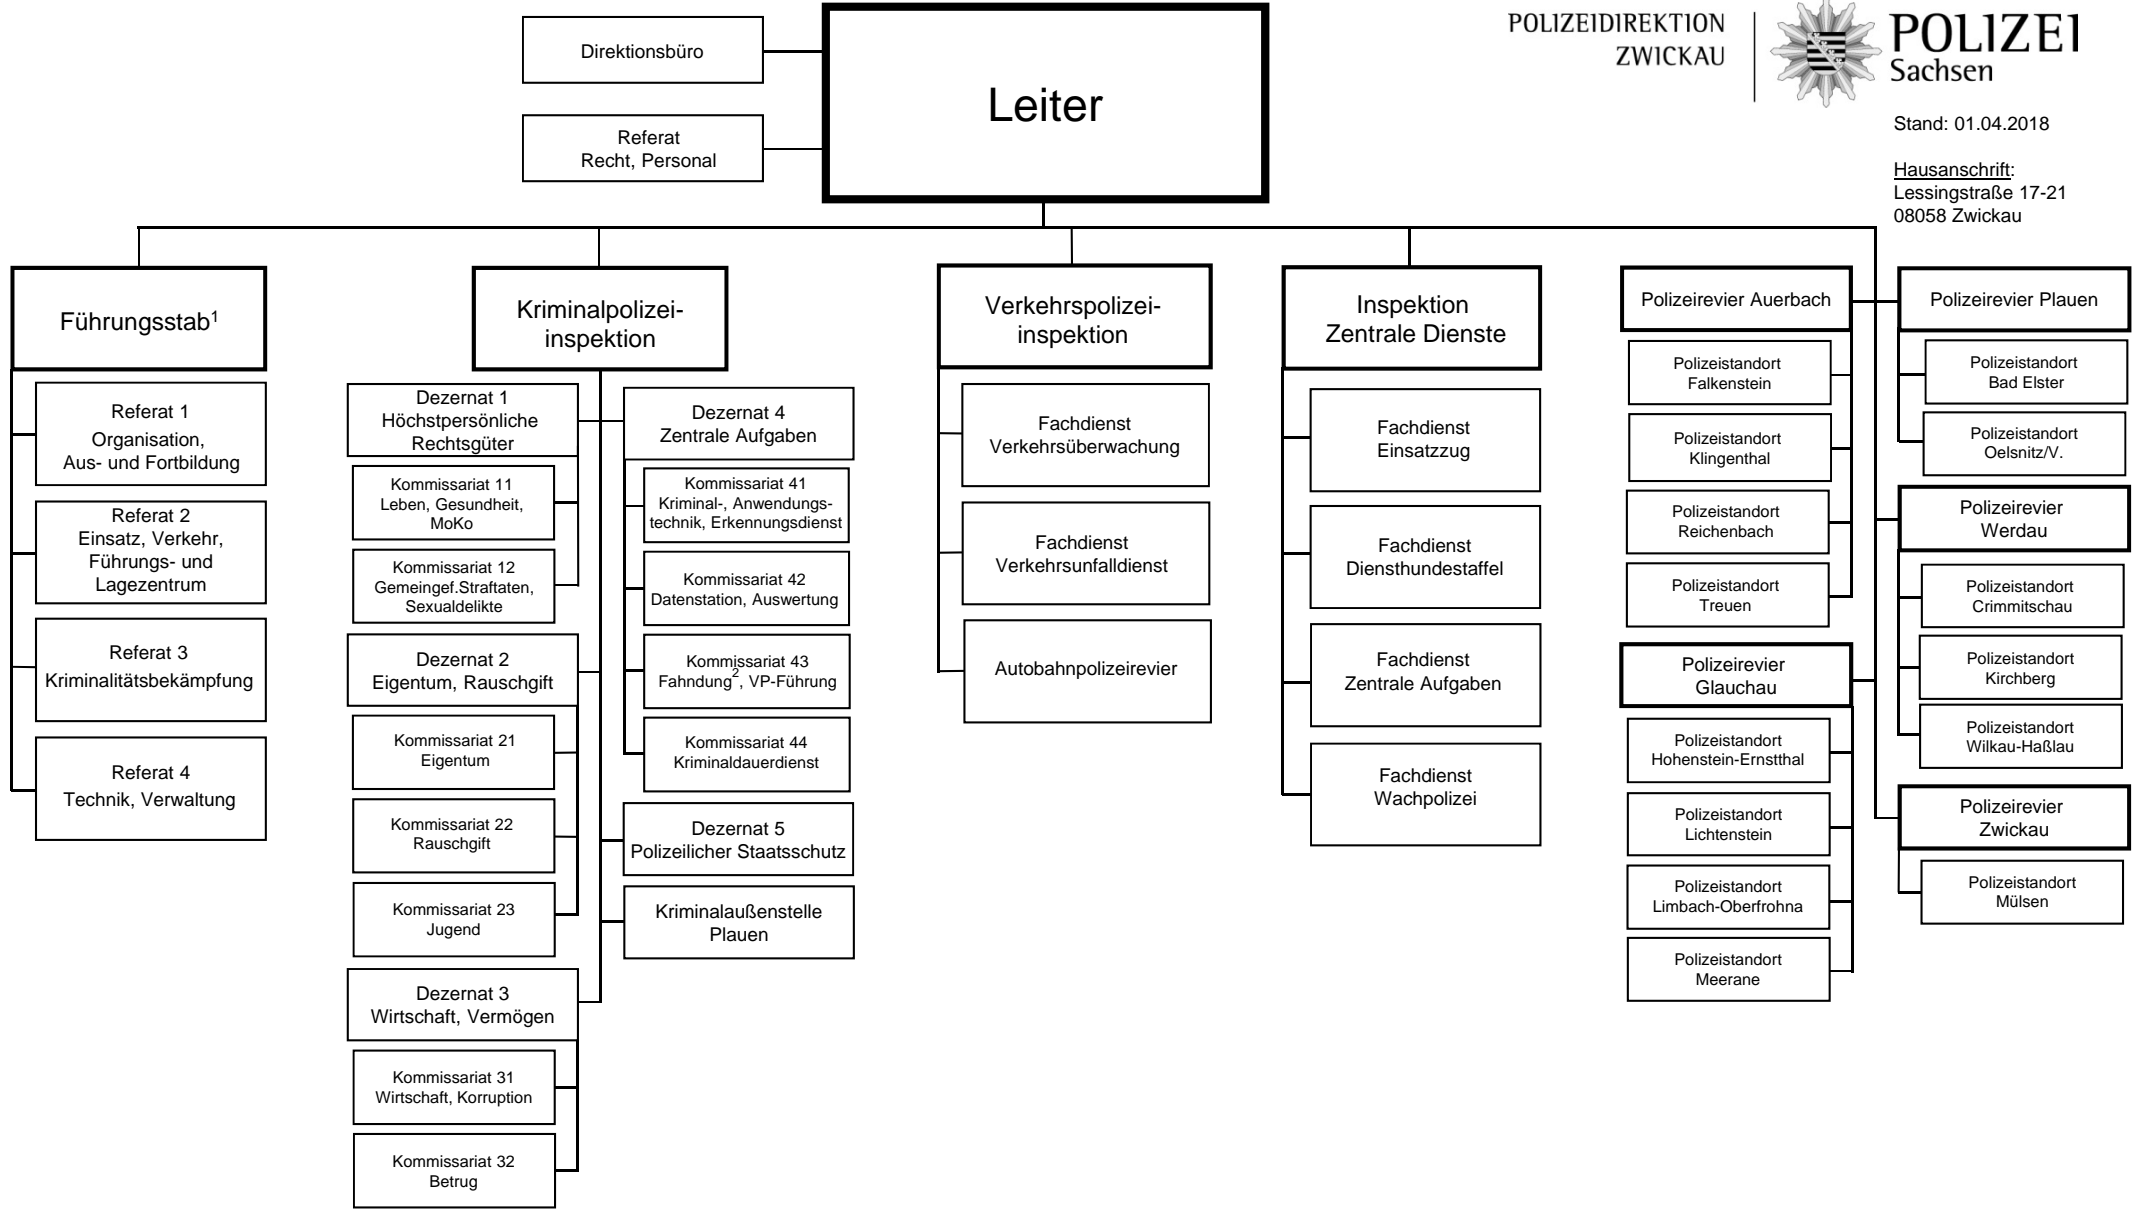 POLIZEIDIREKTION
ZWICKAU
POLIZEI
Sachsen
Stand: 01.04.2018
Hausanschrift:
Lessingstraße 17-21
08058 Zwickau
Direktionsbüro
Referat
Recht, Personal
Leiter
Führungsstab¹
Referat 1
Organisation,
Aus- und Fortbildung
Referat 2
Einsatz, Verkehr,
Führungs- und
Lagezentrum
Referat 3
Kriminalitätsbekämpfung
Referat 4
Technik, Verwaltung
Kriminalpolizei-
inspektion
Dezernat 1
Höchstpersönliche
Rechtsgüter
Kommissariat 11
Leben, Gesundheit,
MoKo
Kommissariat 12
Gemeingef.Straftaten,
Sexualdelikte
Dezernat 2
Eigentum, Rauschgift
Kommissariat 21
Eigentum
Kommissariat 22
Rauschgift
Kommissariat 23
Jugend
Dezernat 3
Wirtschaft, Vermögen
Kommissariat 31
Wirtschaft, Korruption
Kommissariat 32
Betrug
Dezernat 4
Zentrale Aufgaben
Kommissariat 41
Kriminal-, Anwendungs-
technik, Erkennungsdienst
Kommissariat 42
Datenstation, Auswertung
Kommissariat 43
Fahndung², VP-Führung
Kommissariat 44
Kriminaldauerdienst
Dezernat 5
Polizeilicher Staatsschutz
Kriminalaußenstelle
Plauen
Verkehrspolizei-
inspektion
Fachdienst
Verkehrsüberwachung
Fachdienst
Verkehrsunfalldienst
Autobahnpolizeirevier
Inspektion
Zentrale Dienste
Fachdienst
Einsatzzug
Fachdienst
Diensthundestaffel
Fachdienst
Zentrale Aufgaben
Fachdienst
Wachpolizei
Polizeirevier Auerbach
Polizeistandort
Falkenstein
Polizeistandort
Klingenthal
Polizeistandort
Reichenbach
Polizeistandort
Treuen
Polizeirevier
Glauchau
Polizeistandort
Hohenstein-Ernstthal
Polizeistandort
Lichtenstein
Polizeistandort
Limbach-Oberfrohna
Polizeistandort
Meerane
Polizeirevier Plauen
Polizeistandort
Bad Elster
Polizeistandort
Oelsnitz/V.
Polizeirevier
Werdau
Polizeistandort
Crimmitschau
Polizeistandort
Kirchberg
Polizeistandort
Wilkau-Haßlau
Polizeirevier
Zwickau
Polizeistandort
Mülsen